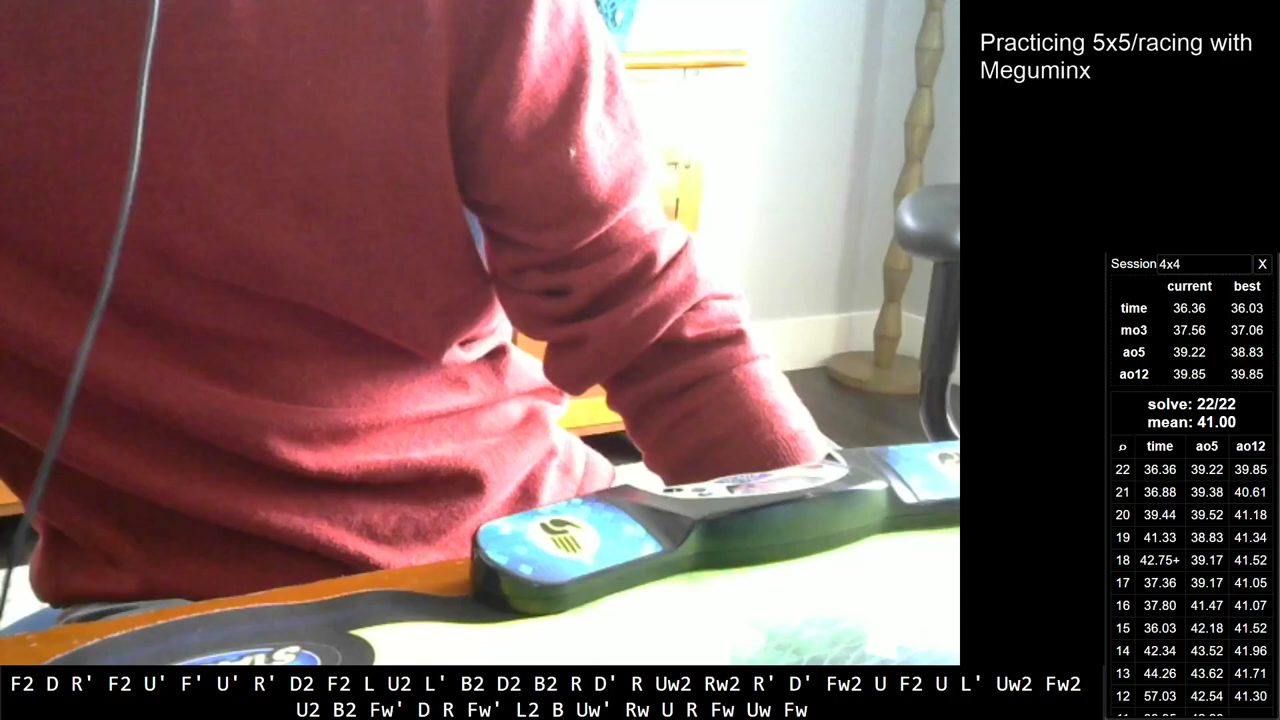 Practicing 5x5/racing with
Meguminx
Session 4x4 X
current best
time 36.36 36.03
mo3 37.56 37.06
ao5 39.22 38.83
ao12 39.85 39.85
solve: 22/22
mean: 41.00
time ao5 ao12
22 36.36 39.22 39.85
21 36.88 39.38 40.61
20 39.44 39.52 41.18
19 41.33 38.83 41.34
18 42.75+ 39.17 41.52
17 37.36 39.17 41.05
16 37.80 41.47 41.07
15 36.03 42.18 41.52
14 42.34 43.52 41.96
13 44.26 43.62 41.71
12 57.03 42.54 41.30
F2 D R' F2 U' F' U' R' D2 F2 L U2 L' B2 D2 B2 R D' R Uw2 Rw2 R' D' Fw2 U F2 U L' Uw2 Fw2
U2 B2 Fw' D R Fw' L2 B Uw' Rw U R Fw Uw Fw